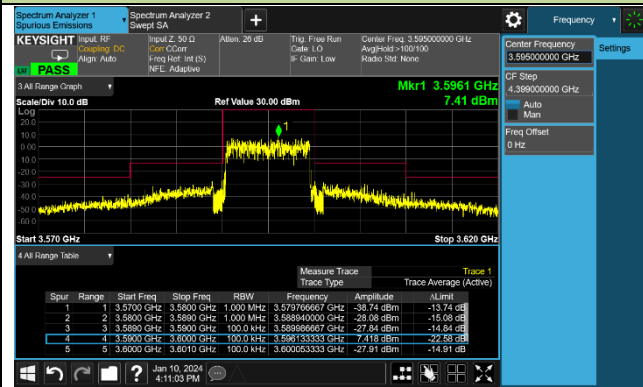 Spectrum Analyzer 1
Spurious Emissions
Spectrum Analyzer 2
Swept SA
Frequency
KEYSIGHT
Input: RF
Coupling: DC
Align: Auto
Input Z: 50 Ω
Corr CCorr
Freq Ref: Int (S)
NFE: Adaptive
Atten: 26 dB
Trig: Free Run
Gate: LO
IF Gain: Low
Center Freq: 3.595000000 GHz
Avg|Hold:>100/100
Radio Std: None
PASS
Center Frequency
3.595000000 GHz
Settings
CF Step
4.399000000 GHz
Auto
Man
Freq Offset
0 Hz
3 All Range Graph
Mkr1 3.5961 GHz
Scale/Div 10.0 dB
Ref Value 30.00 dBm
7.41 dBm
Log
20.0
10.0
0.00
-10.0
-20.0
-30.0
-40.0
-50.0
-60.0
1
Start 3.570 GHz
Stop 3.620 GHz
4 All Range Table
Measure Trace Trace 1
Trace Type Trace Average (Active)
Spur Range Start Freq Stop Freq RBW Frequency Amplitude ΔLimit
1 1 3.5700 GHz 3.5800 GHz 1.000 MHz 3.579766667 GHz -38.74 dBm -13.74 dB
2 2 3.5800 GHz 3.5890 GHz 1.000 MHz 3.588940000 GHz -28.08 dBm -15.08 dB
3 3 3.5890 GHz 3.5900 GHz 100.0 kHz 3.589986667 GHz -27.84 dBm -14.84 dB
4 4 3.5900 GHz 3.6000 GHz 100.0 kHz 3.596133333 GHz 7.418 dBm -22.58 dB
5 5 3.6000 GHz 3.6010 GHz 100.0 kHz 3.600053333 GHz -27.91 dBm -14.91 dB
Jan 10, 2024
4:11:03 PM